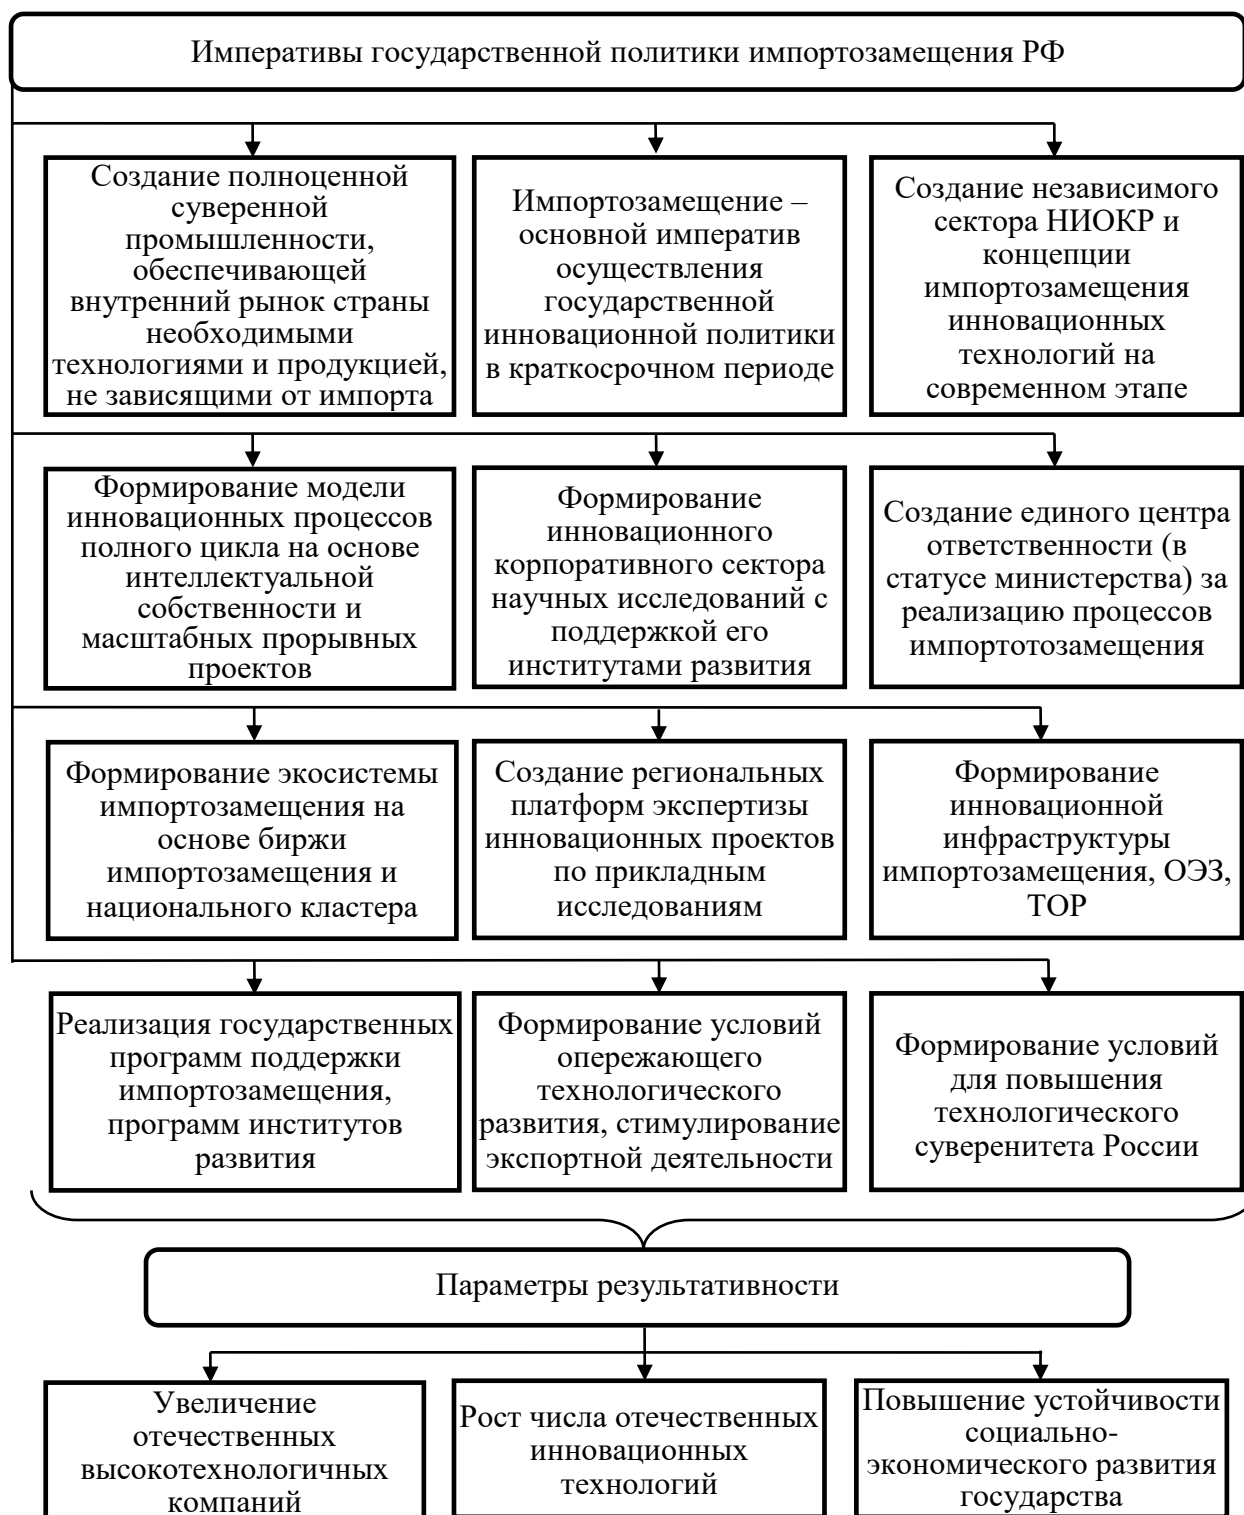 Императивы государственной политики импортозамещения РФ
Создание полноценной
суверенной
промышленности,
обеспечивающей
внутренний рынок страны
необходимыми
технологиями и продукцией,
не зависящими от импорта
Импортозамещение –
основной императив
осуществления
государственной
инновационной политики
в краткосрочном периоде
Создание независимого
сектора НИОКР и
концепции
импортозамещения
инновационных
технологий на
современном этапе
Формирование модели
инновационных процессов
полного цикла на основе
интеллектуальной
собственности и
масштабных прорывных
проектов
Формирование
инновационного
корпоративного сектора
научных исследований с
поддержкой его
институтами развития
Создание единого центра
ответственности (в
статусе министерства) за
реализацию процессов
импортотозамещения
Формирование экосистемы
импортозамещения на
основе биржи
импортозамещения и
национального кластера
Создание региональных
платформ экспертизы
инновационных проектов
по прикладным
исследованиям
Формирование
инновационной
инфраструктуры
импортозамещения, ОЭЗ,
ТОР
Реализация государственных
программ поддержки
импортозамещения,
программ институтов
развития
Формирование условий
опережающего
технологического
развития, стимулирование
экспортной деятельности
Формирование условий
для повышения
технологического
суверенитета России
Параметры результативности
Увеличение
отечественных
высокотехнологичных
компаний
Рост числа отечественных
инновационных
технологий
Повышение устойчивости
социально-
экономического развития
государства